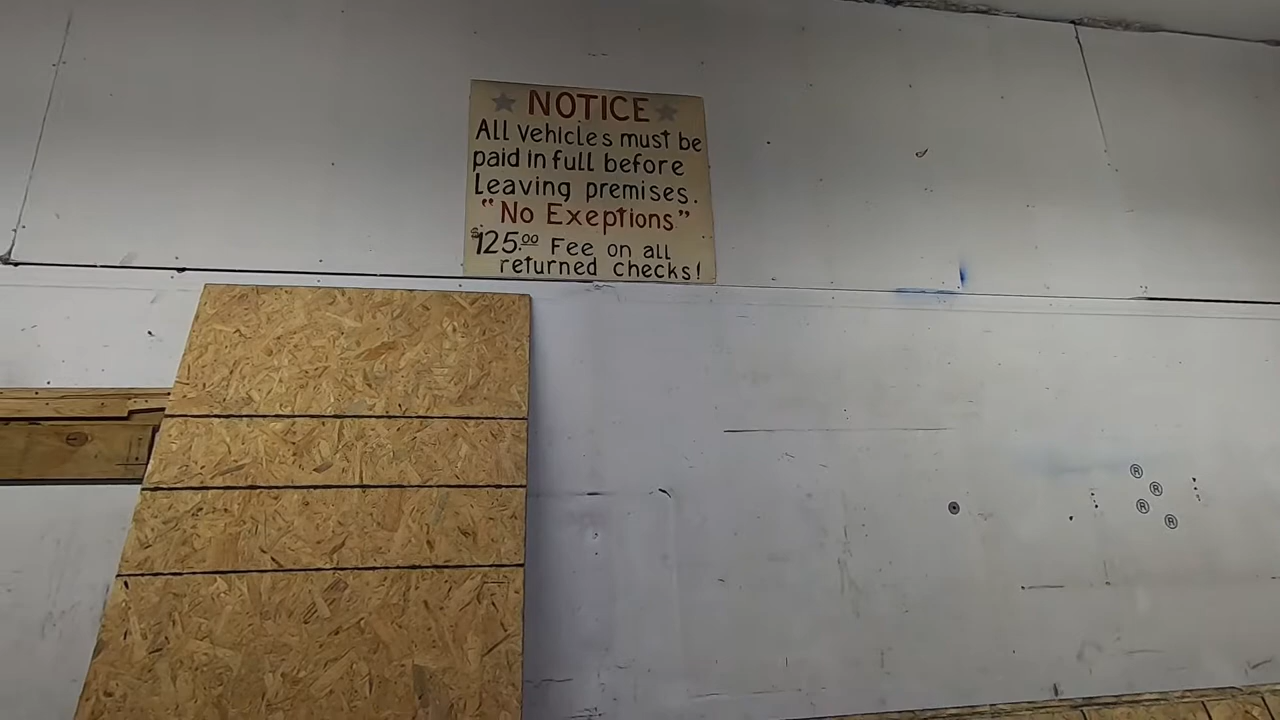 NOTICE
All vehicles must be
paid in full before
Leaving premises.
"No Exeptions"
$125.00 Fee on all
returned checks!
®
®
®
®